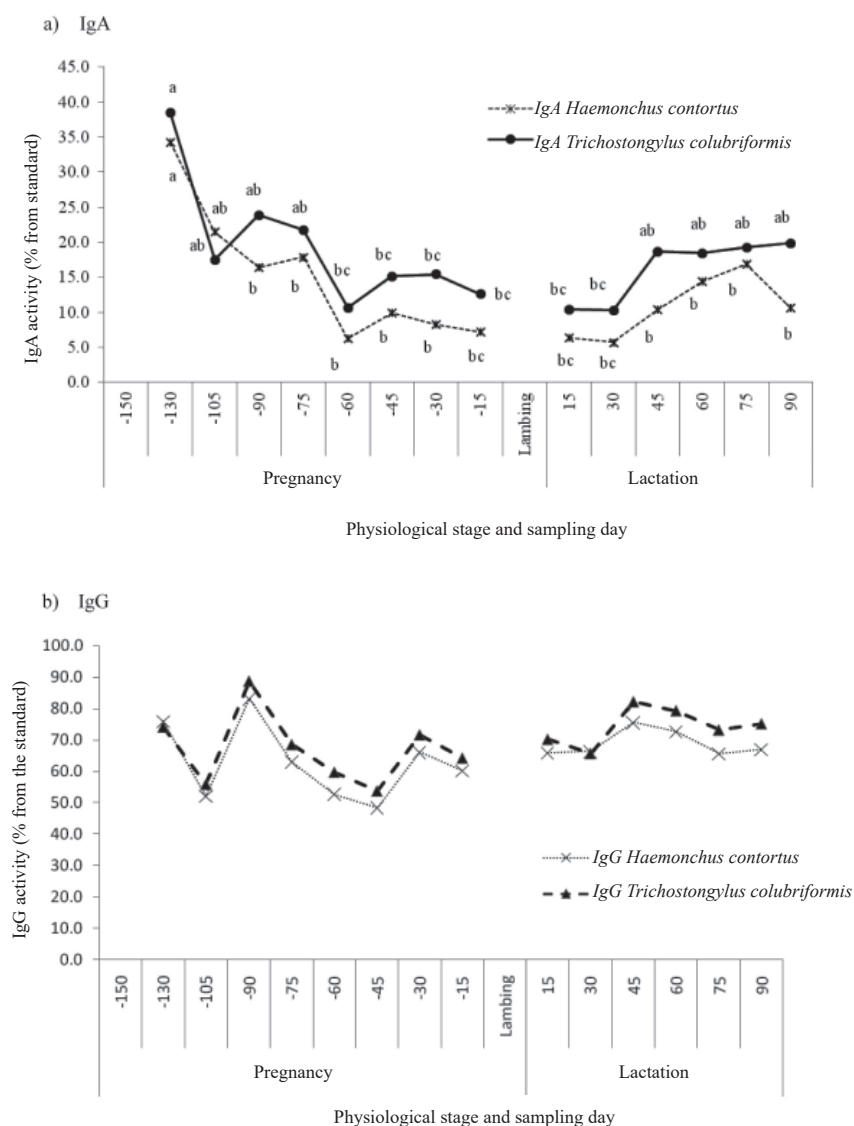 a) IgA
45.0
40.0
35.0
30.0
25.0
20.0
15.0
10.0
5.0
0.0
IgA activity (% from standard)
IgA Haemonchus contortus
IgA Trichostongylus colubriformis
a
a
ab
ab
ab
b
ab
b
bc
b
bc
b
bc
b
bc
bc
bc
bc
bc
bc
ab
b
ab
b
ab
b
ab
b
-150 -130 -105 -90 -75 -60 -45 -30 -15 Lambing 15 30 45 60 75 90
Pregnancy Lactation
Physiological stage and sampling day
b) IgG
100.0
90.0
80.0
70.0
60.0
50.0
40.0
30.0
20.0
10.0
0.0
IgG activity (% from the standard)
IgG Haemonchus contortus
IgG Trichostongylus colubriformis
-150 -130 -105 -90 -75 -60 -45 -30 -15 Lambing 15 30 45 60 75 90
Pregnancy Lactation
Physiological stage and sampling day